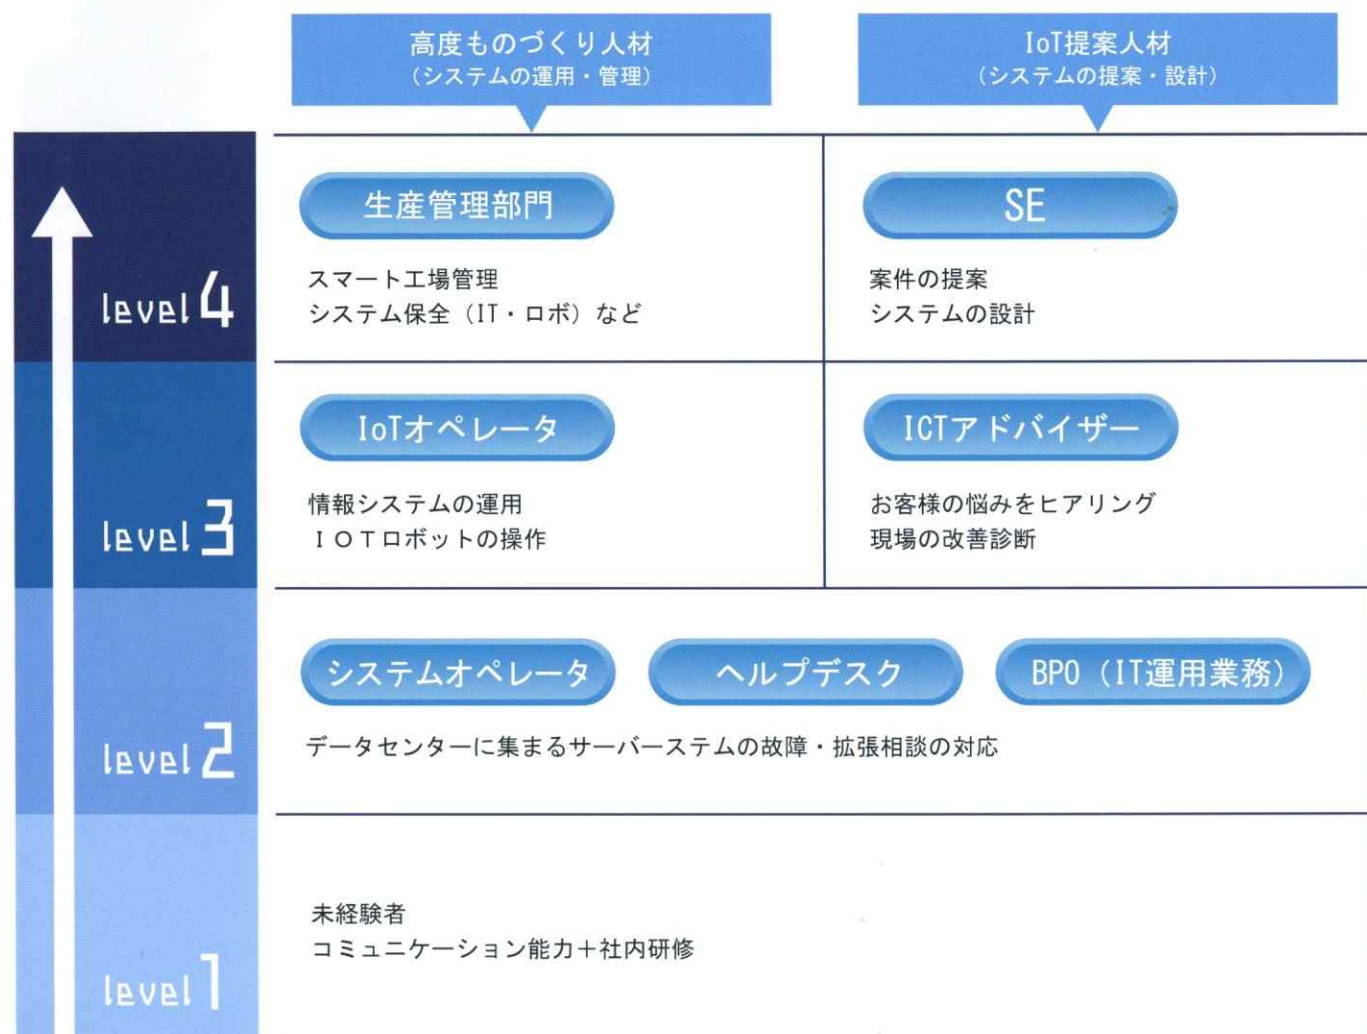 高度ものづくり人材
（システムの運用・管理）
IoT提案人材
（システムの提案・設計）
level 4
生産管理部門
スマート工場管理
システム保全（IT・ロボ）など
SE
案件の提案
システムの設計
level 3
IoTオペレータ
情報システムの運用
ＩＯＴロボットの操作
ICTアドバイザー
お客様の悩みをヒアリング
現場の改善診断
level 2
システムオペレータ
ヘルプデスク
BPO（IT運用業務）
データセンターに集まるサーバーステムの故障・拡張相談の対応
level 1
未経験者
コミュニケーション能力＋社内研修